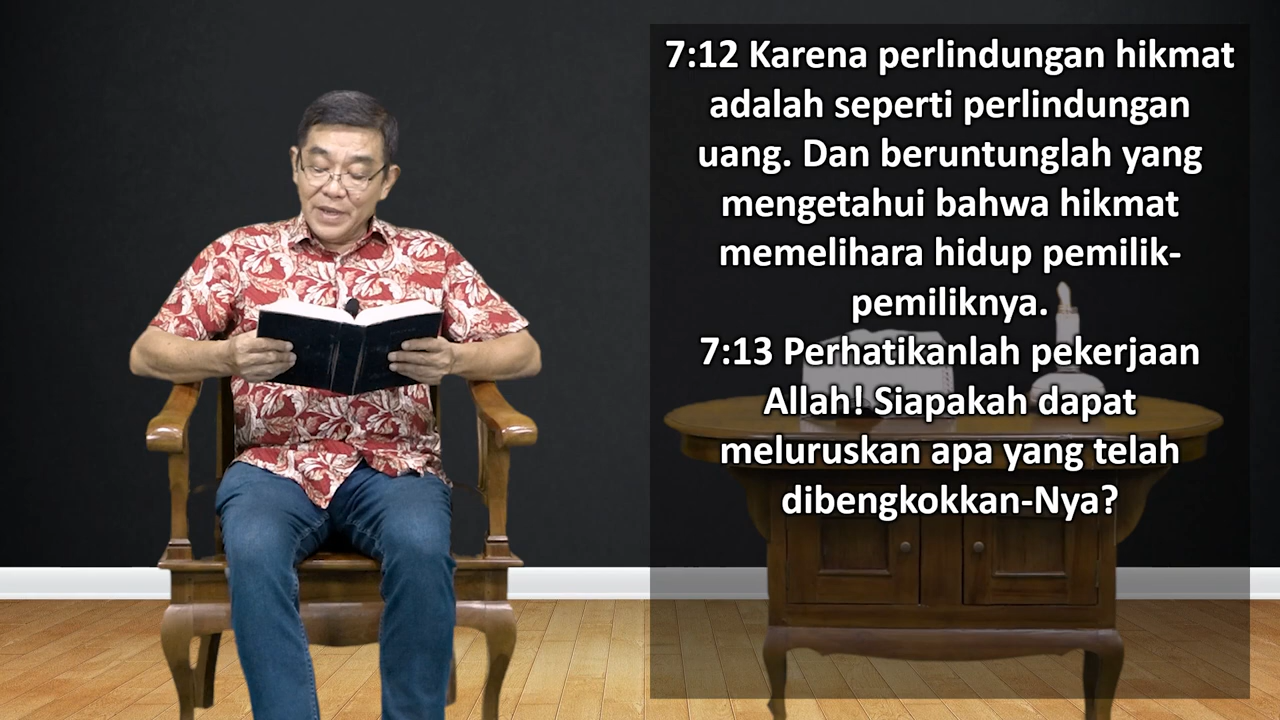 7:12 Karena perlindungan hikmat
adalah seperti perlindungan
uang. Dan beruntunglah yang
mengetahui bahwa hikmat
memelihara hidup pemilik-
pemiliknya.
7:13 Perhatikanlah pekerjaan
Allah! Siapakah dapat
meluruskan apa yang telah
dibengkokkan-Nya?